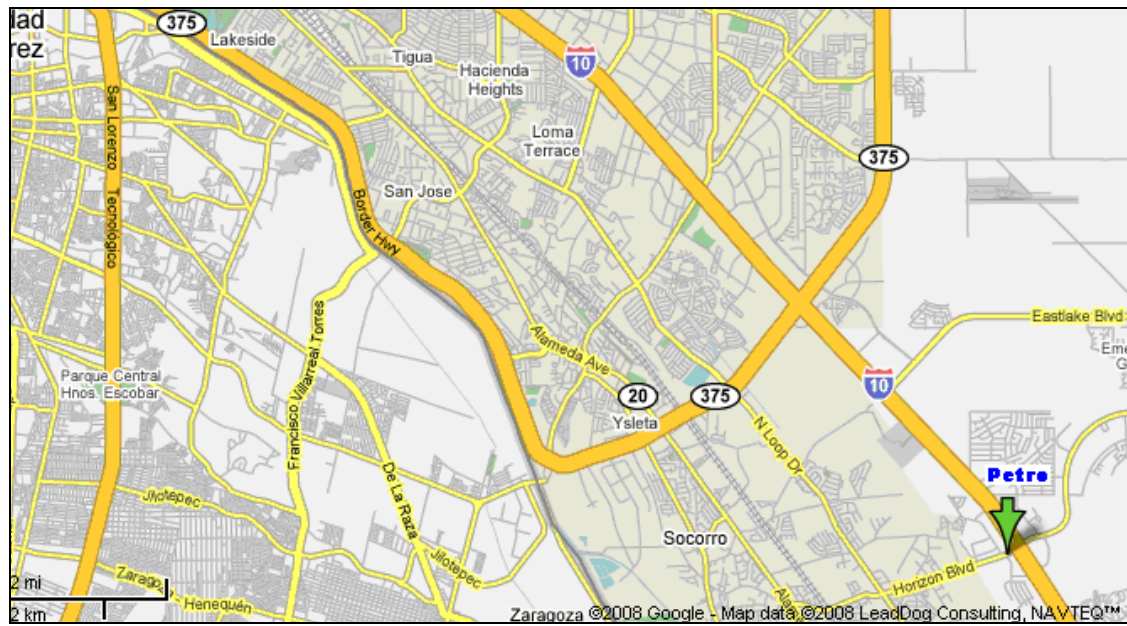 dad
rez
375
Lakeside
Tigua
Hacienda
Heights
10
Loma
Terrace
375
San Lorenzo
Tecnológico
San Jose
Border Hwy
Eastlake Blvd
Francisco Villarreal Torres
Alameda Ave
Eme
G
Parque Central
Hnos. Escobar
10
20
375
Ysleta
N Loop Dr
De La Raza
Petro
Jilotepec
Socorro
Jilotepec
Horizon Blvd
2 mi
Zaragoza - Henequén
Ala
2 km
Zaragoza ©2008 Google - Map data ©2008 LeadDog Consulting, NAVTEQ™